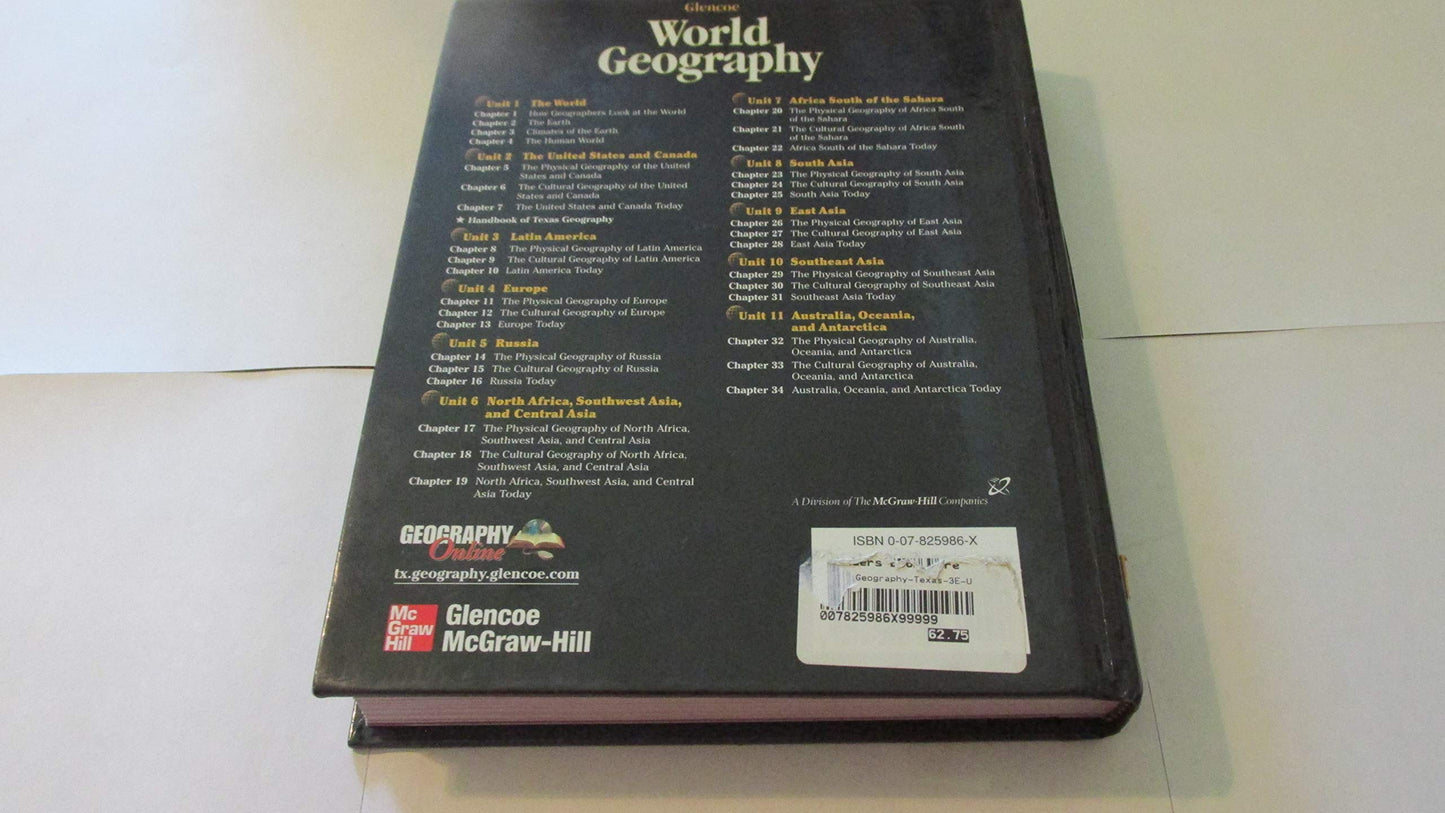 Glencoe
World
Geography
Unit 1 The World
Chapter 1 How Geographers Look at the World
Chapter 2 The Earth
Chapter 3 Climates of the Earth
Chapter 4 The Human World
Unit 2 The United States and Canada
Chapter 5 The Physical Geography of the United
States and Canada
Chapter 6 The Cultural Geography of the United
States and Canada
Chapter 7 The United States and Canada Today
★ Handbook of Texas Geography
Unit 3 Latin America
Chapter 8 The Physical Geography of Latin America
Chapter 9 The Cultural Geography of Latin America
Chapter 10 Latin America Today
Unit 4 Europe
Chapter 11 The Physical Geography of Europe
Chapter 12 The Cultural Geography of Europe
Chapter 13 Europe Today
Unit 5 Russia
Chapter 14 The Physical Geography of Russia
Chapter 15 The Cultural Geography of Russia
Chapter 16 Russia Today
Unit 6 North Africa, Southwest Asia,
and Central Asia
Chapter 17 The Physical Geography of North Africa,
Southwest Asia, and Central Asia
Chapter 18 The Cultural Geography of North Africa,
Southwest Asia, and Central Asia
Chapter 19 North Africa, Southwest Asia, and Central
Asia Today
Unit 7 Africa South of the Sahara
Chapter 20 The Physical Geography of Africa South
of the Sahara
Chapter 21 The Cultural Geography of Africa South
of the Sahara
Chapter 22 Africa South of the Sahara Today
Unit 8 South Asia
Chapter 23 The Physical Geography of South Asia
Chapter 24 The Cultural Geography of South Asia
Chapter 25 South Asia Today
Unit 9 East Asia
Chapter 26 The Physical Geography of East Asia
Chapter 27 The Cultural Geography of East Asia
Chapter 28 East Asia Today
Unit 10 Southeast Asia
Chapter 29 The Physical Geography of Southeast Asia
Chapter 30 The Cultural Geography of Southeast Asia
Chapter 31 Southeast Asia Today
Unit 11 Australia, Oceania,
and Antarctica
Chapter 32 The Physical Geography of Australia,
Oceania, and Antarctica
Chapter 33 The Cultural Geography of Australia,
Oceania, and Antarctica
Chapter 34 Australia, Oceania, and Antarctica Today
A Division of The McGraw-Hill Companies
GEOGRAPHY
Online
tx.geography.glencoe.com
Mc
Graw
Hill
Glencoe
McGraw-Hill
ISBN 0-07-825986-X
Geography-Texas-3E-U
007825986X99999
62.75